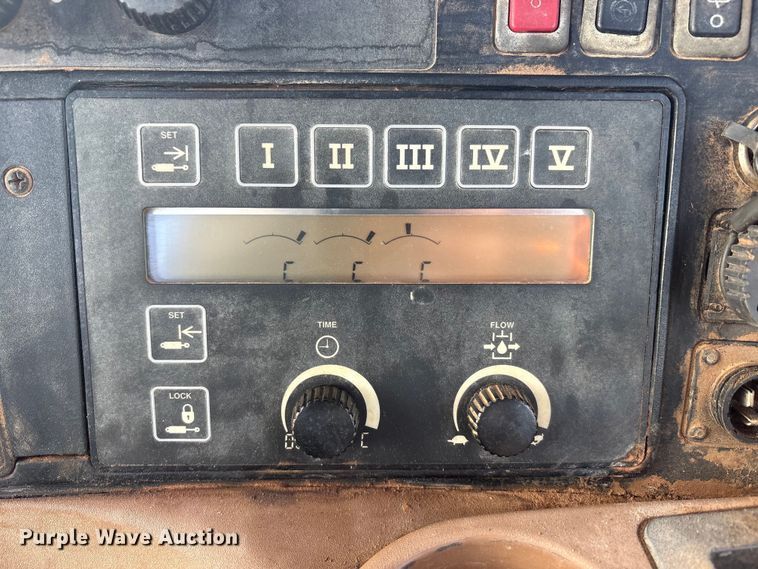 SET I II III IV V
C C C
SET
TIME FLOW
LOCK
C
Purple Wave Auction